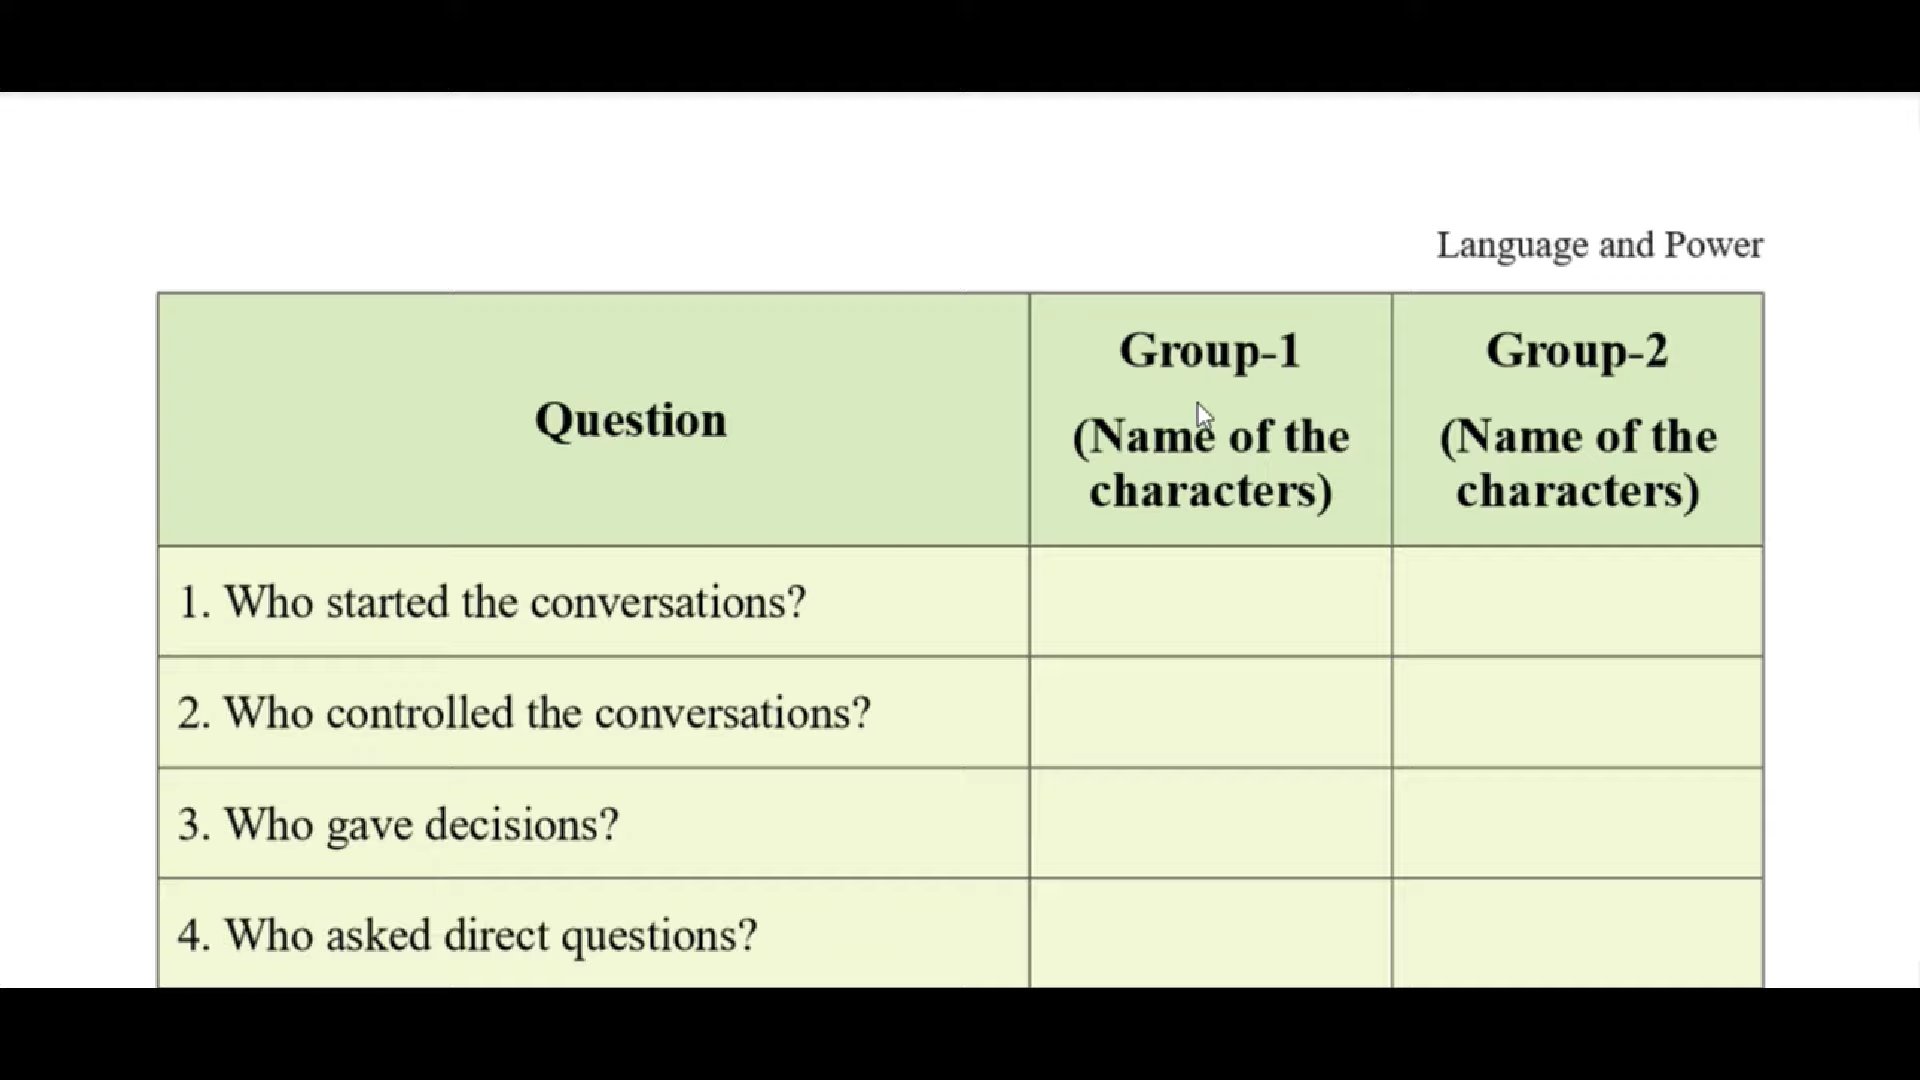 Language and Power
Question
Group-1
(Name of the
characters)
Group-2
(Name of the
characters)
1. Who started the conversations?
2. Who controlled the conversations?
3. Who gave decisions?
4. Who asked direct questions?